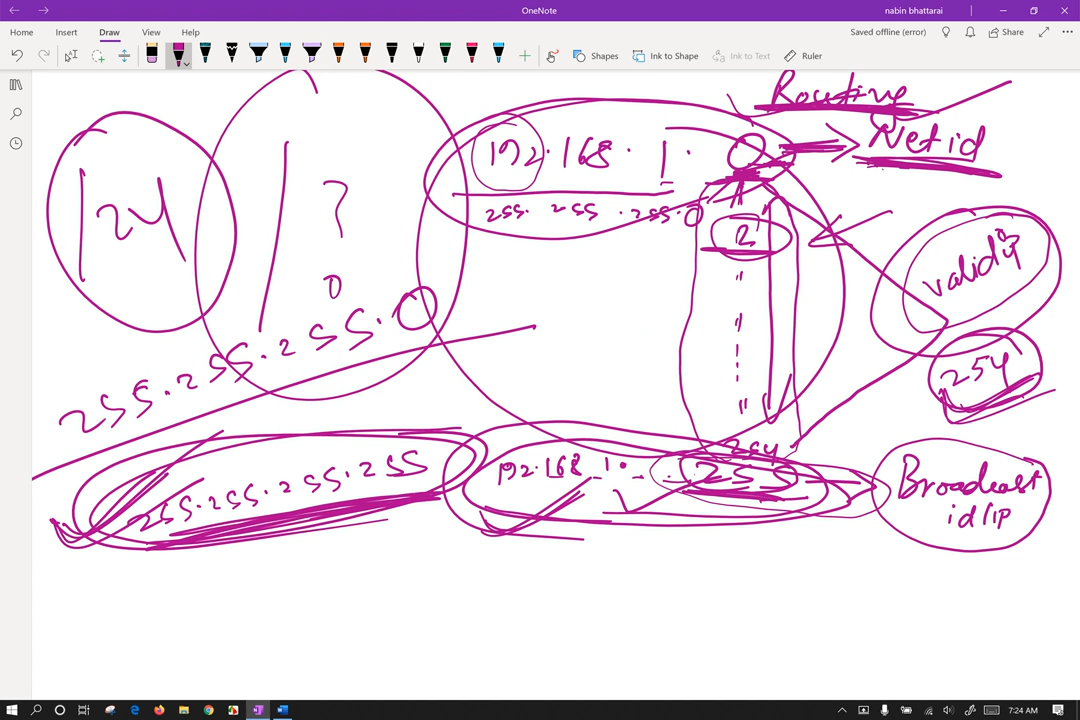 OneNote
nabin bhattarai
Home
Insert
Draw
View
Help
Saved offline (error)
Share
Shapes
Ink to Shape
Ink to Text
Ruler
Routing
192.168.1.0
Net id
255.255.255.0
/24
?
0
2
"
"
"
254
valid ip
254
255.255.255.0
255.255.255.255
192.168.1.
255
Broadcast
id/IP
7:24 AM